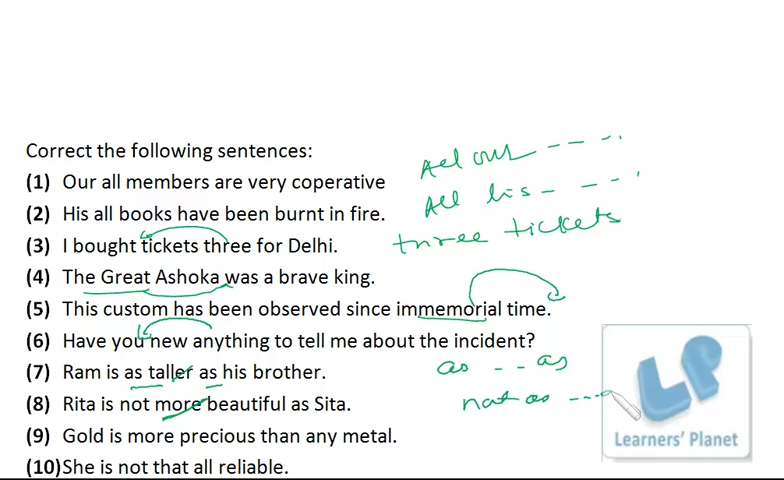 Correct the following sentences:
All our ----
(1) Our all members are very coperative
All his - ---
(2) His all books have been burnt in fire.
three tickets
(3) I bought tickets three for Delhi.
(4) The Great Ashoka was a brave king.
(5) This custom has been observed since immemorial time.
(6) Have you new anything to tell me about the incident?
(7) Ram is as taller as his brother.
as -- as
(8) Rita is not more beautiful as Sita.
not as ---
LP
Learners' Planet
(9) Gold is more precious than any metal.
(10) She is not that all reliable.